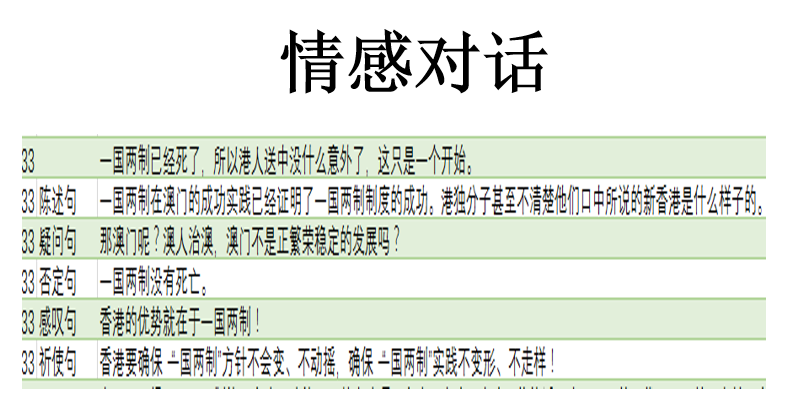 情感对话
33 一国两制已经死了，所以港人送中没什么意外了，这只是一个开始。
33 陈述句 一国两制在澳门的成功实践已经证明了一国两制制度的成功。港独分子甚至不清楚他们口中所说的新香港是什么样子的。
33 疑问句 那澳门呢？澳人治澳，澳门不是正繁荣稳定的发展吗？
33 否定句 一国两制没有死亡。
33 感叹句 香港的优势就在于一国两制！
33 祈使句 香港要确保“一国两制”方针不会变、不动摇，确保“一国两制”实践不变形、不走样！